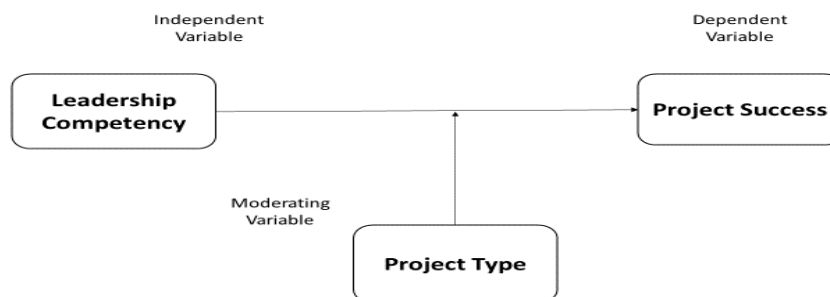 Independent
Variable
Dependent
Variable
Leadership
Competency
Project Success
Moderating
Variable
Project Type